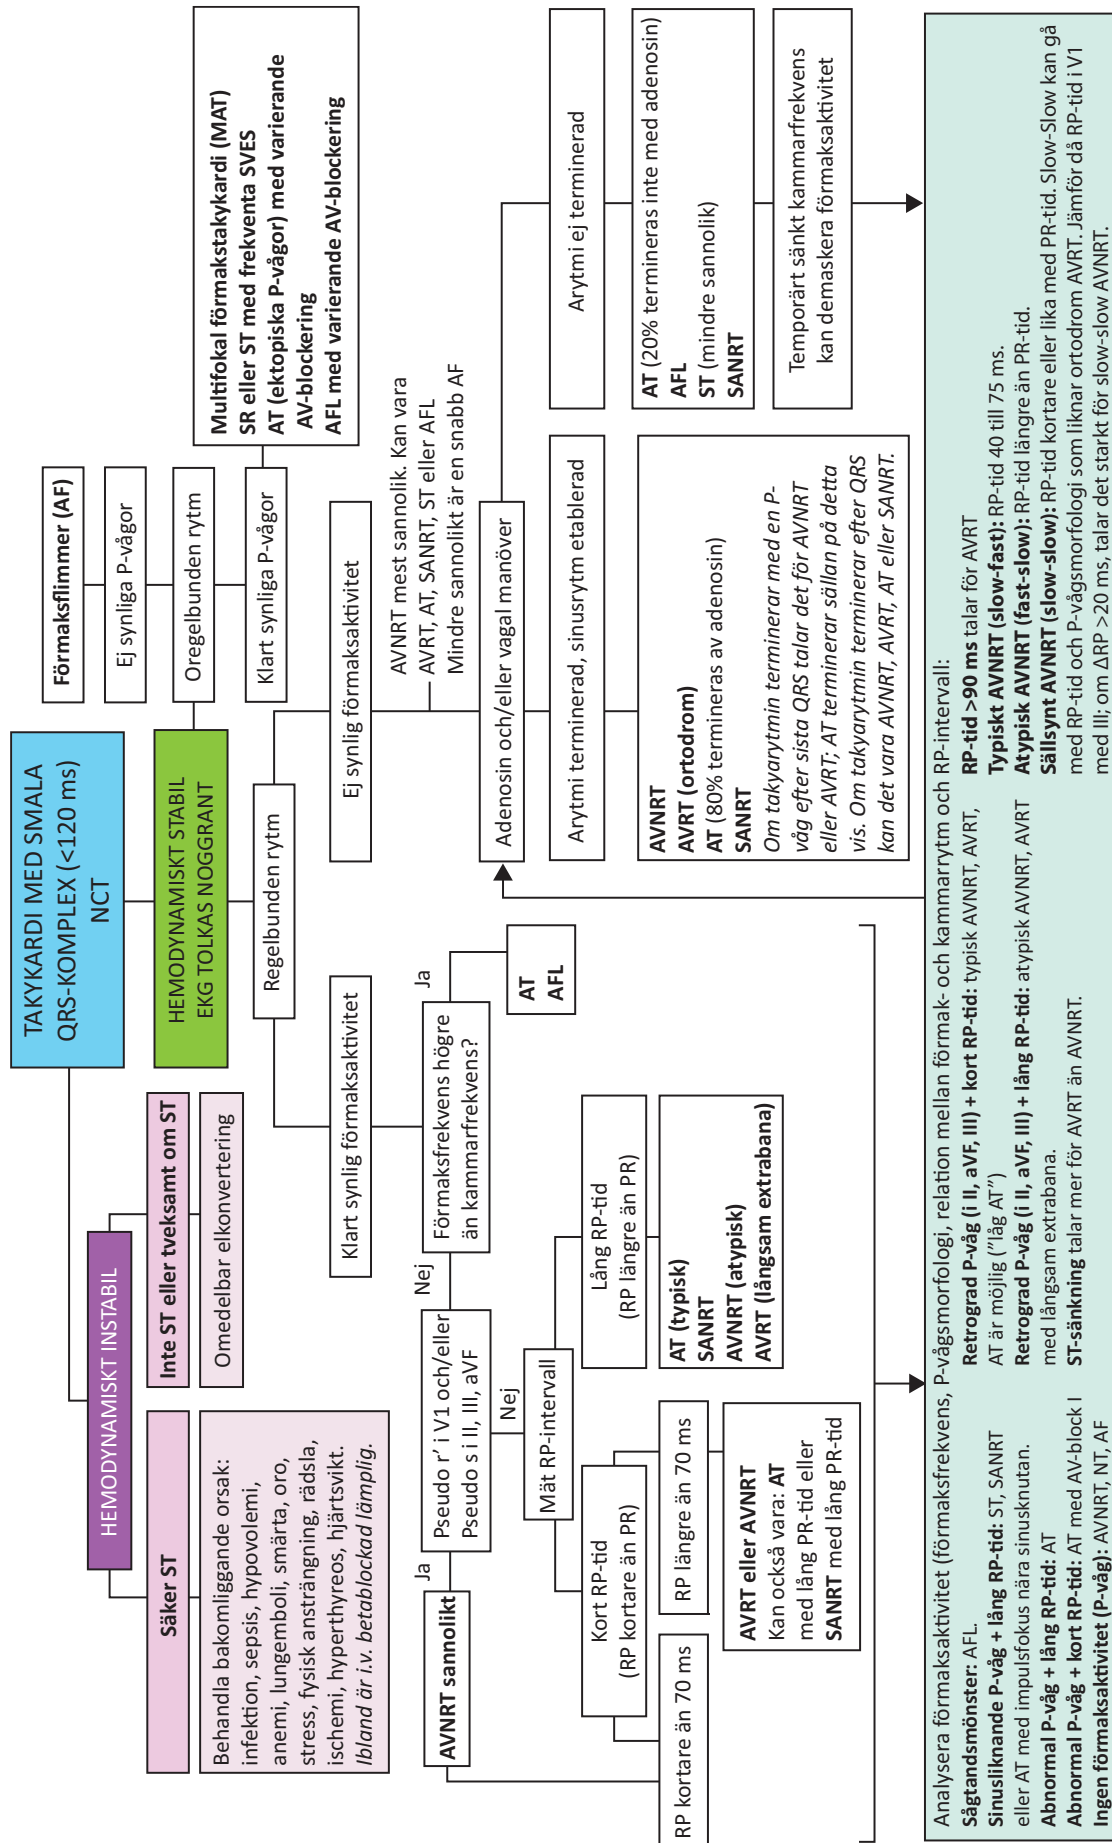 TAKYKARDI MED SMALA
QRS-KOMPLEX (<120 ms)
NCT
HEMODYNAMISKT INSTABIL
Säker ST
Behandla bakomliggande orsak:
infektion, sepsis, hypovolemi,
anemi, lungemboli, smärta, oro,
stress, fysisk ansträngning, rädsla,
ischemi, hyperthyreos, hjärtsvikt.
Ibland är i.v. betablockad lämplig.
Inte ST eller tveksamt om ST
Omedelbar elkonvertering
HEMODYNAMISKT STABIL
EKG TOLKAS NOGGRANT
Oregelbunden rytm
Ej synliga P-vågor
Förmaksflimmer (AF)
Klart synliga P-vågor
Multifokal förmakstakykardi (MAT)
SR eller ST med frekventa SVES
AT (ektopiska P-vågor) med varierande
AV-blockering
AFL med varierande AV-blockering
Regelbunden rytm
Klart synlig förmaksaktivitet
Förmaksfrekvens högre
än kammarfrekvens?
Ja
AT
AFL
Nej
Pseudo r' i V1 och/eller
Pseudo s i II, III, aVF
Ja
AVNRT sannolikt
Nej
Mät RP-intervall
Kort RP-tid
(RP kortare än PR)
RP kortare än 70 ms
RP längre än 70 ms
AVRT eller AVNRT
Kan också vara: AT
med lång PR-tid eller
SANRT med lång PR-tid
Lång RP-tid
(RP längre än PR)
AT (typisk)
SANRT
AVNRT (atypisk)
AVRT (långsam extrabana)
Ej synlig förmaksaktivitet
AVNRT mest sannolik. Kan vara
AVRT, AT, SANRT, ST eller AFL
Mindre sannolikt är en snabb AF
Adenosin och/eller vagal manöver
Arytmi terminerad, sinusrytm etablerad
AVNRT
AVRT (ortodrom)
AT (80% termineras av adenosin)
SANRT
Om takyarytmin terminerar med en P-
våg efter sista QRS talar det för AVNRT
eller AVRT; AT terminerar sällan på detta
vis. Om takyarytmin terminerar efter QRS
kan det vara AVNRT, AVRT, AT eller SANRT.
Arytmi ej terminerad
AT (20% termineras inte med adenosin)
AFL
ST (mindre sannolik)
SANRT
Temporärt sänkt kammarfrekvens
kan demaskera förmaksaktivitet
Analysera förmaksaktivitet (förmaksfrekvens, P-vågsmorfologi, relation mellan förmak- och kammarrytm och RP-intervall:
Sågtandsmönster: AFL.
Sinusliknande P-våg + lång RP-tid: ST, SANRT
eller AT med impulsfokus nära sinusknutan.
Abnormal P-våg + lång RP-tid: AT
Abnormal P-våg + kort RP-tid: AT med AV-block I
Ingen förmaksaktivitet (P-våg): AVNRT, NT, AF
Retrograd P-våg (i II, aVF, III) + kort RP-tid: typisk AVNRT, AVRT,
AT är möjlig ("låg AT")
Retrograd P-våg (i II, aVF, III) + lång RP-tid: atypisk AVNRT, AVRT
med långsam extrabana.
ST-sänkning talar mer för AVRT än AVNRT.
RP-tid >90 ms talar för AVRT
Typiskt AVNRT (slow-fast): RP-tid 40 till 75 ms.
Atypisk AVNRT (fast-slow): RP-tid längre än PR-tid.
Sällsynt AVNRT (slow-slow): RP-tid kortare eller lika med PR-tid. Slow-Slow kan gå
med RP-tid och P-vågsmorfologi som liknar ortodrom AVRT. Jämför då RP-tid i V1
med III; om ΔRP >20 ms, talar det starkt för slow-slow AVNRT.